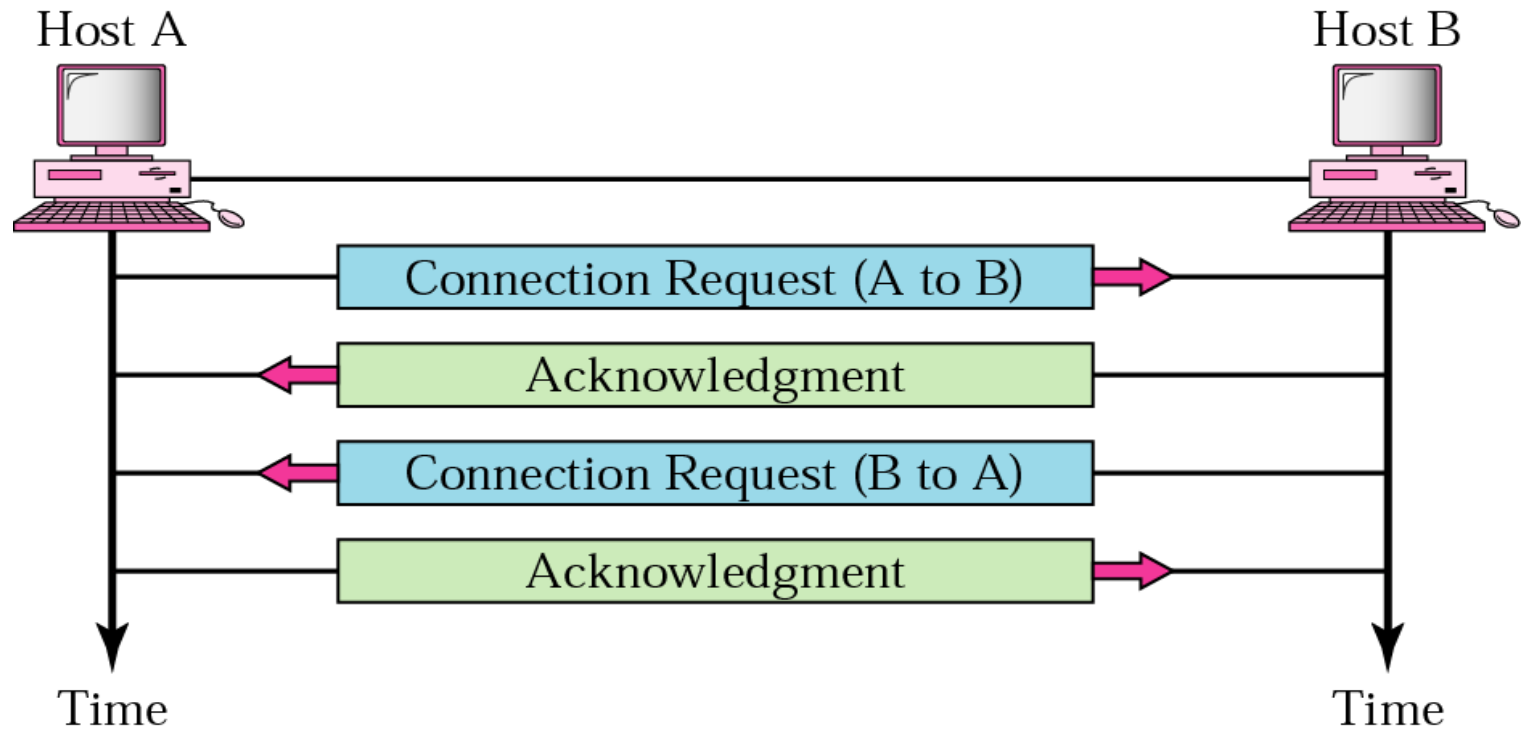 Host A
Host B
Connection Request (A to B)
Acknowledgment
Connection Request (B to A)
Acknowledgment
Time
Time